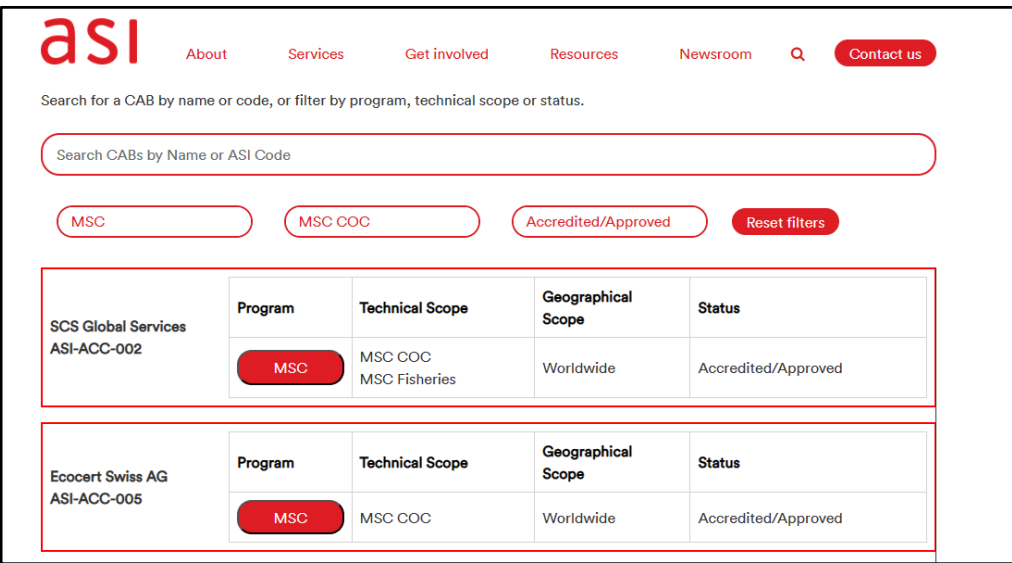 asi
About Services Get involved Resources Newsroom Contact us
Search for a CAB by name or code, or filter by program, technical scope or status.
Search CABs by Name or ASI Code
MSC MSC COC Accredited/Approved Reset filters
SCS Global Services
ASI-ACC-002
Program Technical Scope Geographical Scope Status
MSC MSC COC Worldwide Accredited/Approved
MSC Fisheries
Ecocert Swiss AG
ASI-ACC-005
Program Technical Scope Geographical Scope Status
MSC MSC COC Worldwide Accredited/Approved